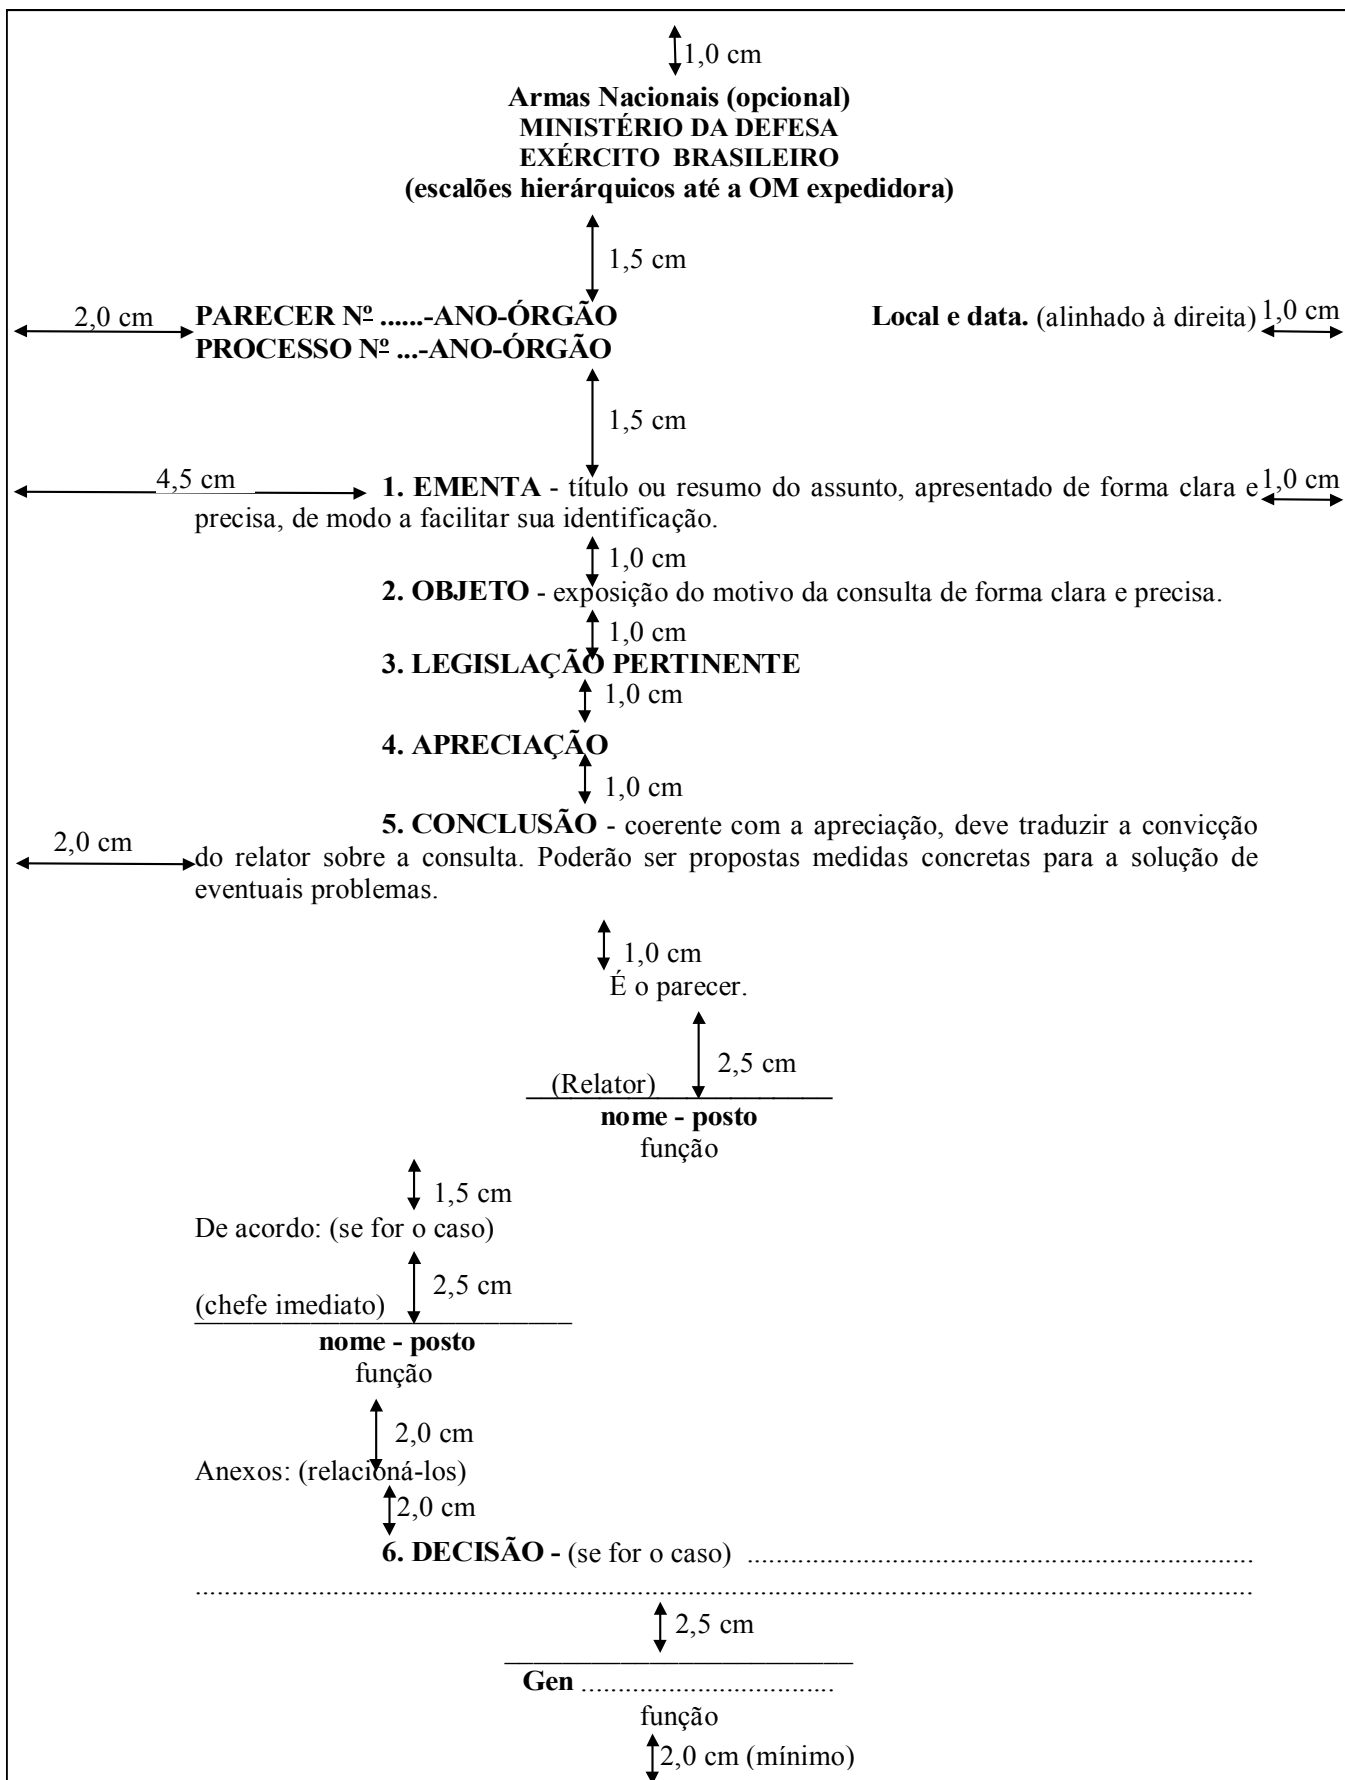 1,0 cm
Armas Nacionais (opcional)
MINISTÉRIO DA DEFESA
EXÉRCITO BRASILEIRO
(escalões hierárquicos até a OM expedidora)
1,5 cm
2,0 cm PARECER Nº ......-ANO-ÓRGÃO Local e data. (alinhado à direita) 1,0 cm
PROCESSO Nº ...-ANO-ÓRGÃO
1,5 cm
4,5 cm 1. EMENTA - título ou resumo do assunto, apresentado de forma clara e 1,0 cm
precisa, de modo a facilitar sua identificação.
1,0 cm
2. OBJETO - exposição do motivo da consulta de forma clara e precisa.
1,0 cm
3. LEGISLAÇÃO PERTINENTE
1,0 cm
4. APRECIAÇÃO
1,0 cm
5. CONCLUSÃO - coerente com a apreciação, deve traduzir a convicção
2,0 cm do relator sobre a consulta. Poderão ser propostas medidas concretas para a solução de
eventuais problemas.
1,0 cm
É o parecer.
2,5 cm
(Relator)
nome - posto
função
1,5 cm
De acordo: (se for o caso)
2,5 cm
(chefe imediato)
nome - posto
função
2,0 cm
Anexos: (relacioná-los)
2,0 cm
6. DECISÃO - (se for o caso) ......................................................................
....................................................................................................................................................
2,5 cm
Gen ...................................
função
2,0 cm (mínimo)